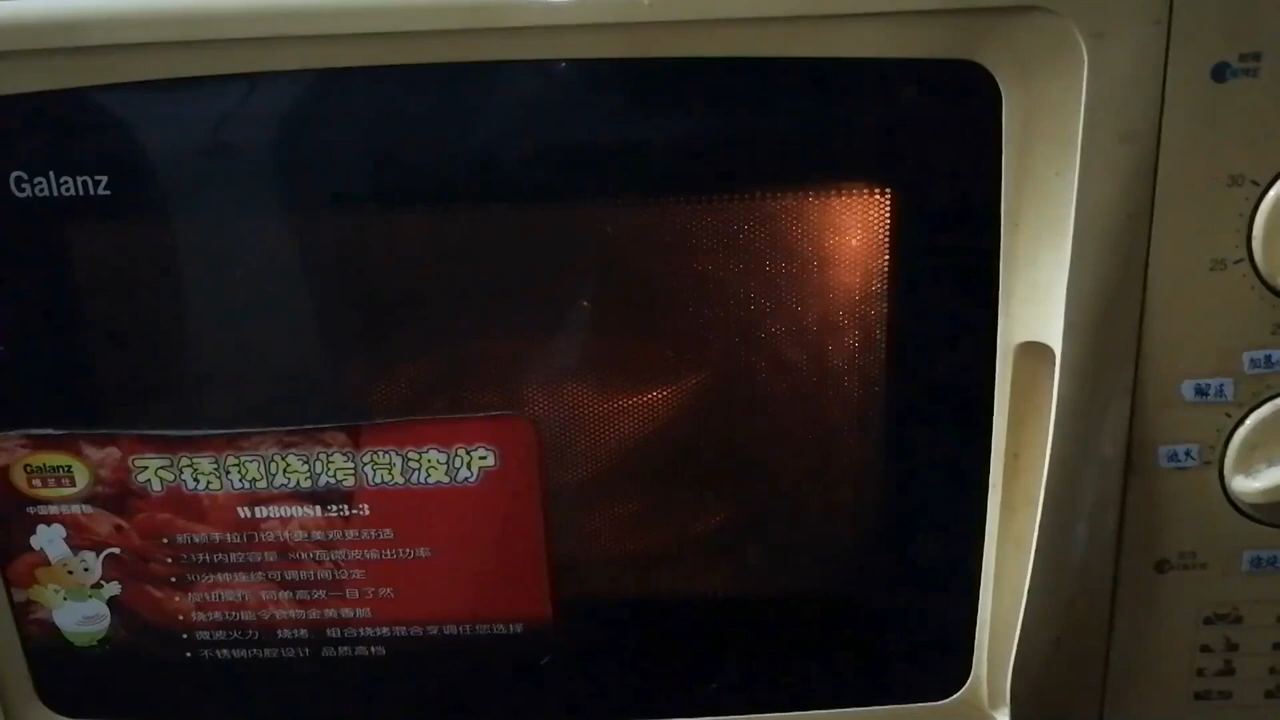 Galanz
30
25
加热
解冻
低火
烧烤
Galanz
格兰仕
不锈钢烧烤微波炉
WD800SL23-3
• 新颖手拉门设计更美观更舒适
• 23升内腔容量 800瓦微波输出功率
• 30分钟连续可调时间设定
• 旋钮操作 简单高效一目了然
• 烧烤功能令食物金黄香脆
• 微波火力、烧烤、组合烧烤混合烹调任您选择
• 不锈钢内腔设计 品质高档